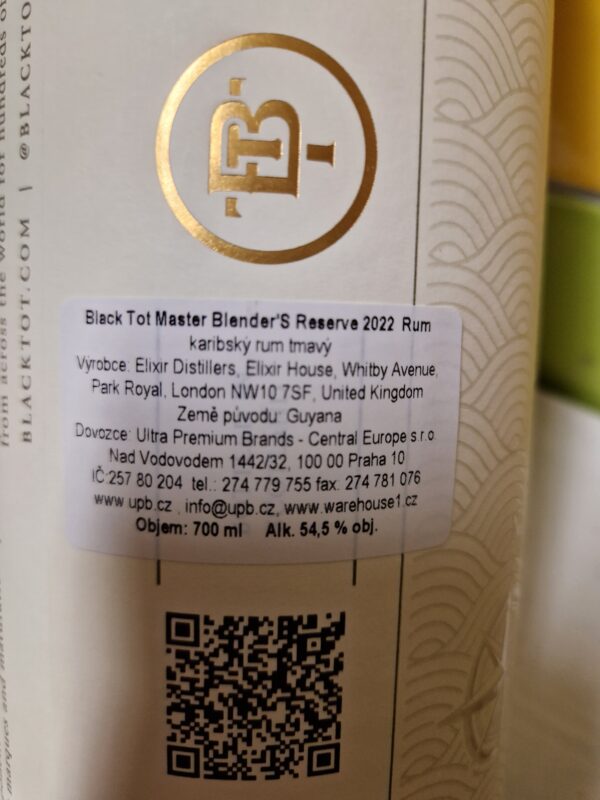 from across the world for hundreds of
BLACKTOT.COM | @BLACKTO
marques and
Black Tot Master Blender'S Reserve 2022 Rum
karibský rum tmavý
Výrobce: Elixir Distillers, Elixir House, Whitby Avenue,
Park Royal, London NW10 7SF, United Kingdom
Země původu: Guyana
Dovozce: Ultra Premium Brands - Central Europe s.r.o.
Nad Vodovodem 1442/32, 100 00 Praha 10
IČ:257 80 204 tel.: 274 779 755 fax: 274 781 076
www.upb.cz , info@upb.cz, www.warehouse1.cz
Objem: 700 ml Alk. 54,5 % obj.